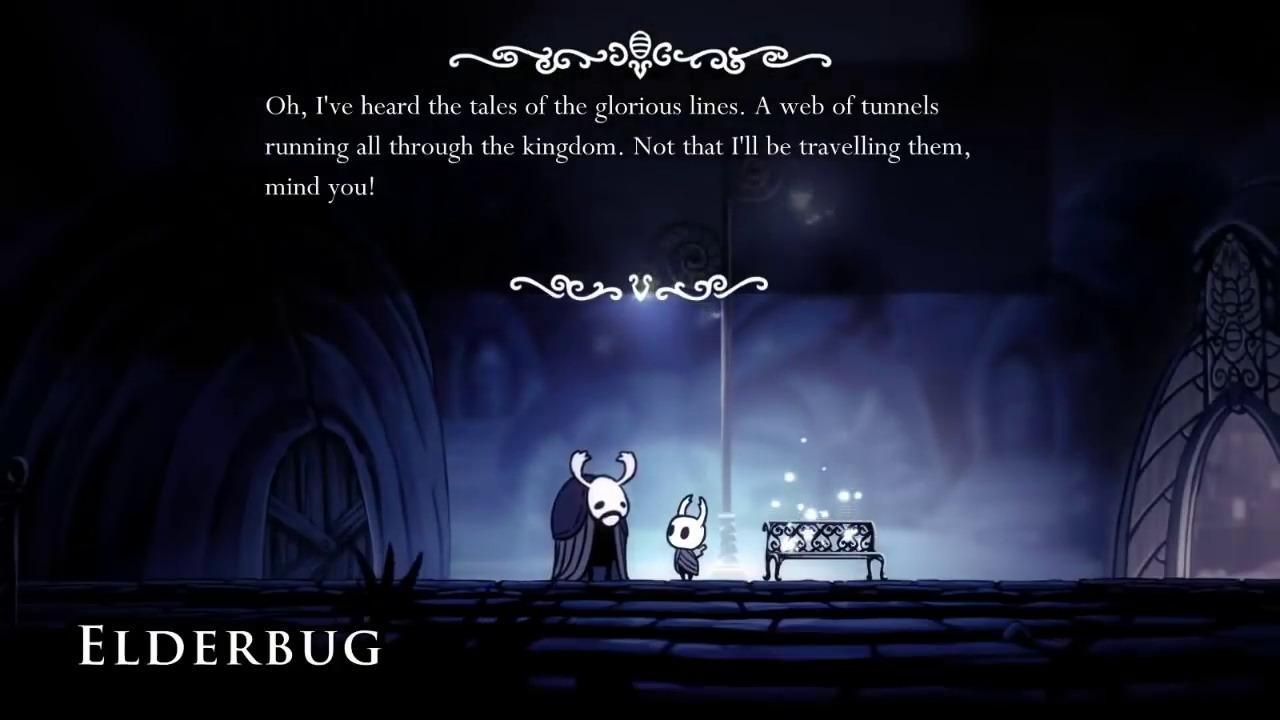 Oh, I've heard the tales of the glorious lines. A web of tunnels
running all through the kingdom. Not that I'll be travelling them,
mind you!
ELDERBUG